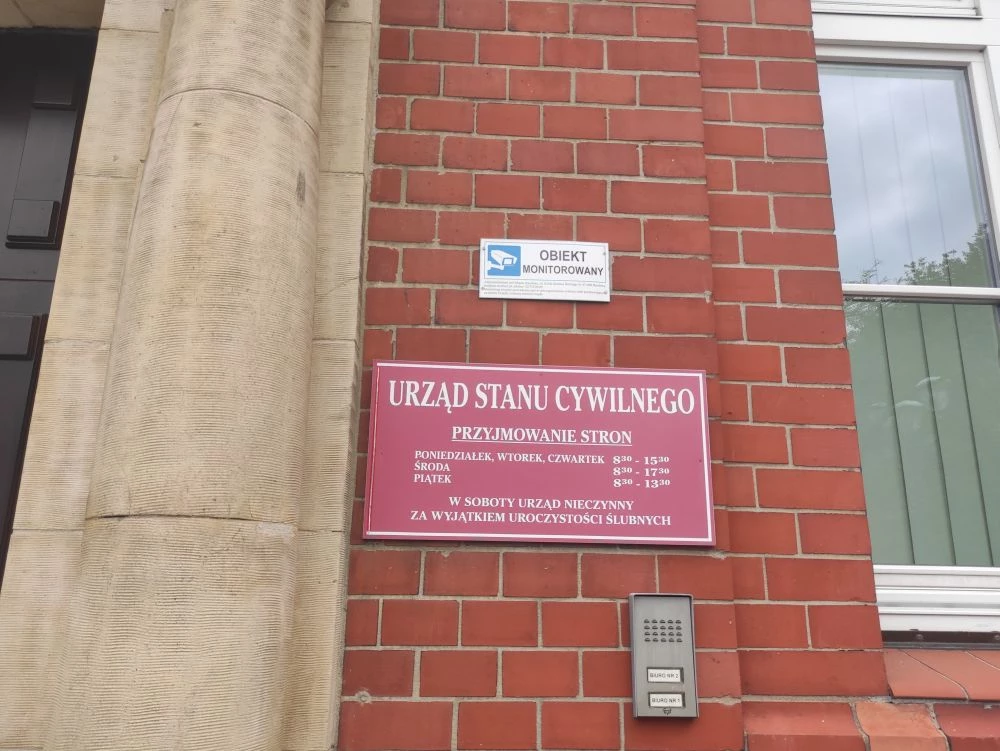 OBIEKT
MONITOROWANY
URZĄD STANU CYWILNEGO
PRZYJMOWANIE STRON
PONIEDZIAŁEK, WTOREK, CZWARTEK 8³⁰ - 15³⁰
ŚRODA 8³⁰ - 17³⁰
PIĄTEK 8³⁰ - 13³⁰
W SOBOTY URZĄD NIECZYNNY
ZA WYJĄTKIEM UROCZYSTOŚCI ŚLUBNYCH
BIURO NR 2
BIURO NR 1